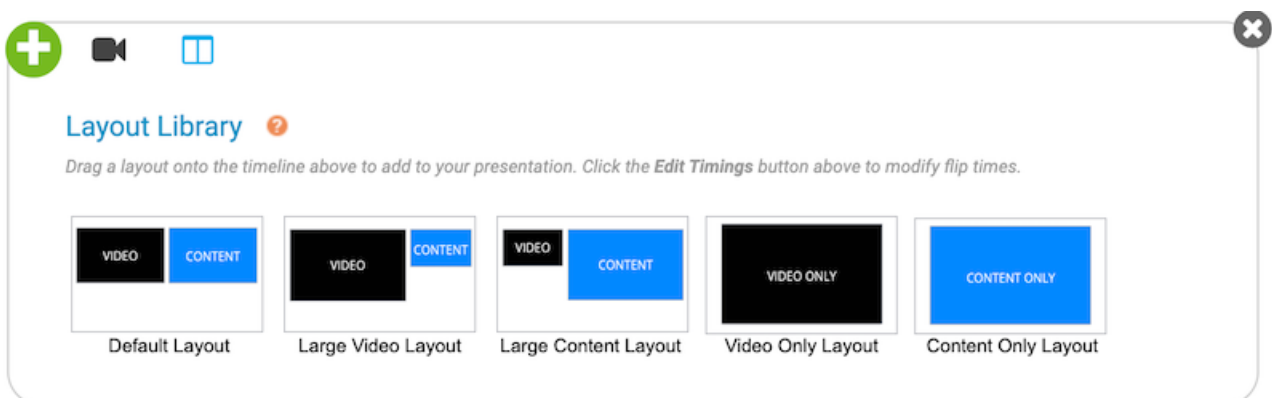 Layout Library ?
Drag a layout onto the timeline above to add to your presentation. Click the Edit Timings button above to modify flip times.
VIDEO CONTENT
VIDEO CONTENT
VIDEO CONTENT
VIDEO ONLY
CONTENT ONLY
Default Layout
Large Video Layout
Large Content Layout
Video Only Layout
Content Only Layout